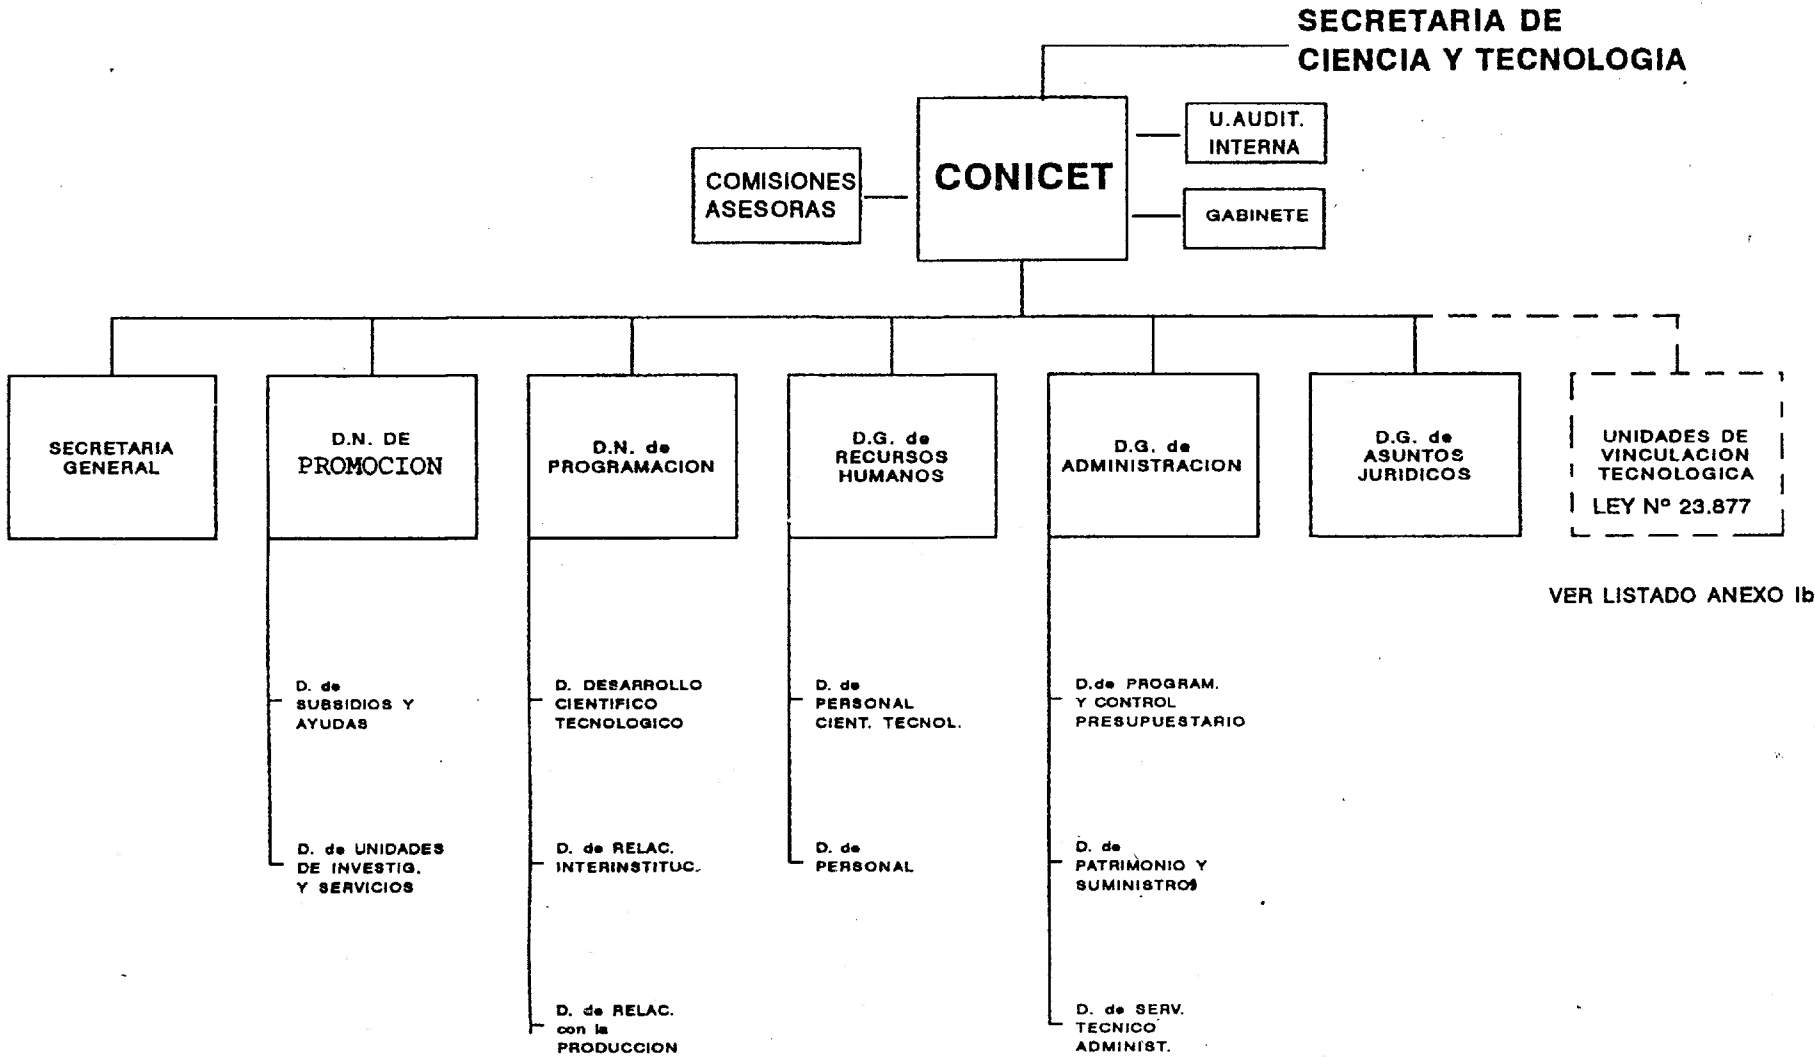 SECRETARIA DE
CIENCIA Y TECNOLOGIA
U.AUDIT.
INTERNA
CONICET
COMISIONES
ASESORAS
GABINETE
SECRETARIA
GENERAL
D.N. DE
PROMOCION
D.N. de
PROGRAMACION
D.G. de
RECURSOS
HUMANOS
D.G. de
ADMINISTRACION
D.G. de
ASUNTOS
JURIDICOS
UNIDADES DE
VINCULACION
TECNOLOGICA
LEY Nº 23.877
VER LISTADO ANEXO Ib
D. de
SUBSIDIOS Y
AYUDAS
D. DESARROLLO
CIENTIFICO
TECNOLOGICO
D. de
PERSONAL
CIENT. TECNOL.
D.de PROGRAM.
Y CONTROL
PRESUPUESTARIO
D. de UNIDADES
DE INVESTIG.
Y SERVICIOS
D. de RELAC.
INTERINSTITUC.
D. de
PERSONAL
D. de
PATRIMONIO Y
SUMINISTROS
D. de RELAC.
con la
PRODUCCION
D. de SERV.
TECNICO
ADMINIST.